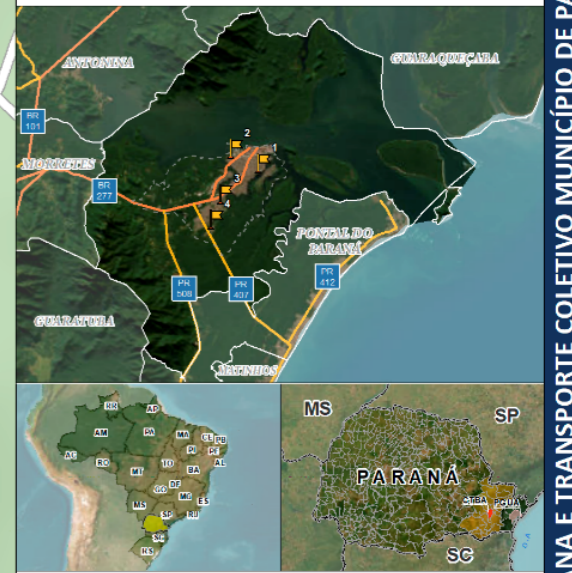 ANTONINA
GUARAQUEÇABA
BR
101
2
1
MORRETES
BR
277
3
4
PONTAL DO
PARANÁ
PR
508
PR
407
PR
412
GUARATUBA
MATINHOS
RR
AP
AM
PA
MA
CE
PB
PI
PE
AC
AL
RO
TO
MT
BA
DF
GO
MG
ES
MS
SP
RJ
SC
RS
MS
SP
PARANÁ
CTBA
PGUA
SC
ANA E TRANSPORTE COLETIVO MUNICÍPIO DE PA